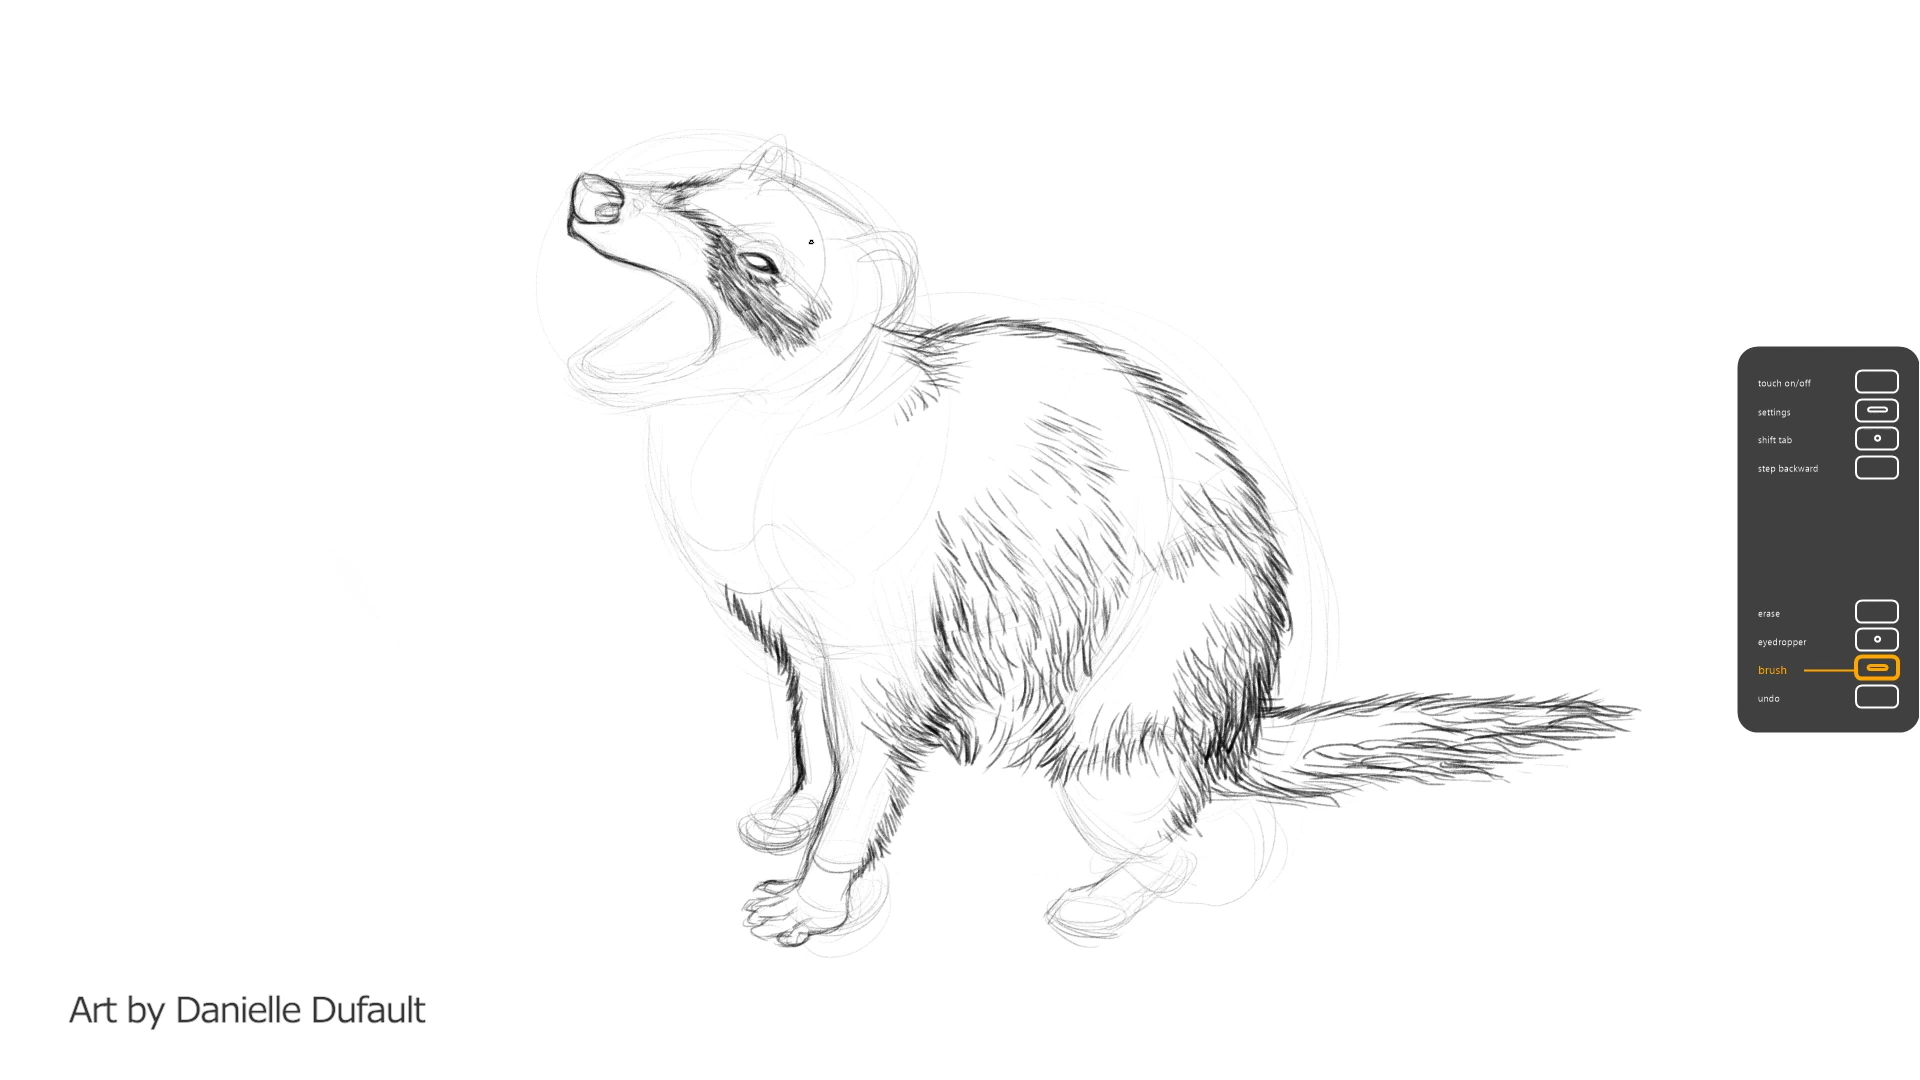 touch on/off
settings
shift tab
step backward
erase
eyedropper
brush
undo
Art by Danielle Dufault